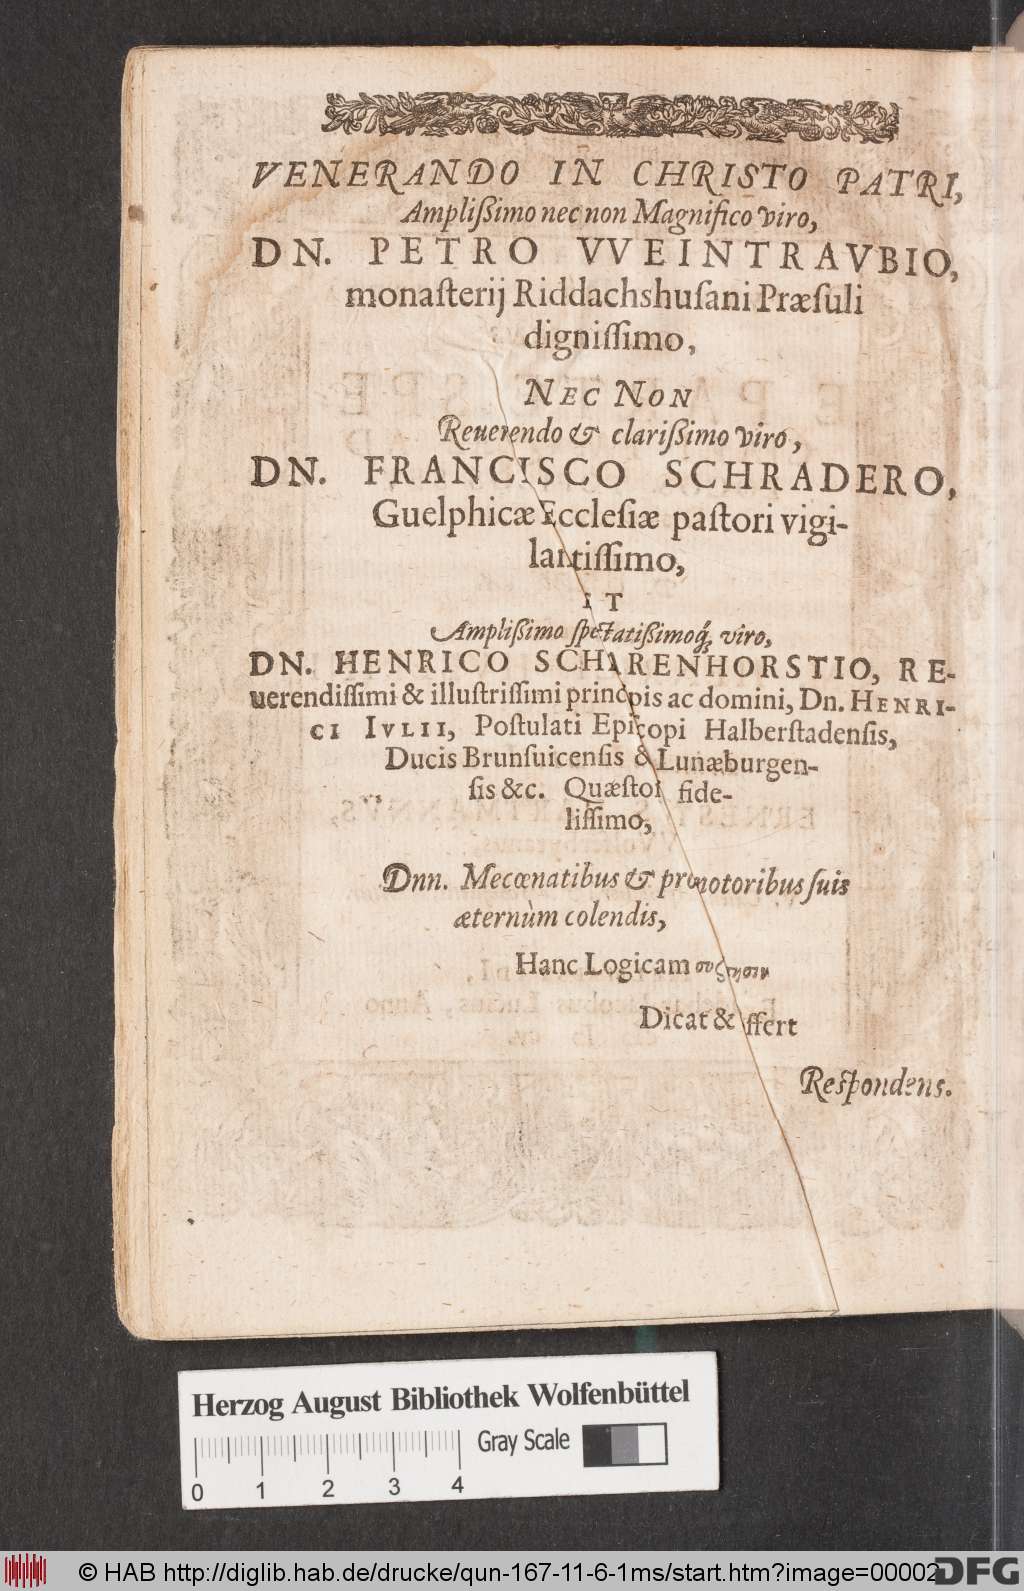 VENERANDO IN CHRISTO PATRI,
Ampliſſimo nec non Magnifico viro,
DN. PETRO VVEINTRAVBIO,
monaſterij Riddachshuſani Præſuli
digniſſimo,
NEC NON
Reuerendo & clariſſimo viro,
DN. FRANCISCO SCHRADERO,
Guelphicæ Eccleſiæ paſtori vigi-
lantiſſimo,
ET
Ampliſſimo ſpectatiſſimoq́; viro,
DN. HENRICO SCHARENHORSTIO, RE-
uerendiſſimi & illuſtriſſimi principis ac domini, Dn. HENRI-
CI IVLII, Poſtulati Epiſcopi Halberſtadenſis,
Ducis Brunſuicenſis & Lunæburgen-
ſis &c. Quæſtori fide-
liſſimo,
Dnn. Mecœnatibus & promotoribus ſuis
æternùm colendis,
Hanc Logicam συζήτησιν
Dicat & offert
Reſpondens.
Herzog August Bibliothek Wolfenbüttel
Gray Scale
0 1 2 3 4
© HAB http://diglib.hab.de/drucke/qun-167-11-6-1ms/start.htm?image=00002
DFG